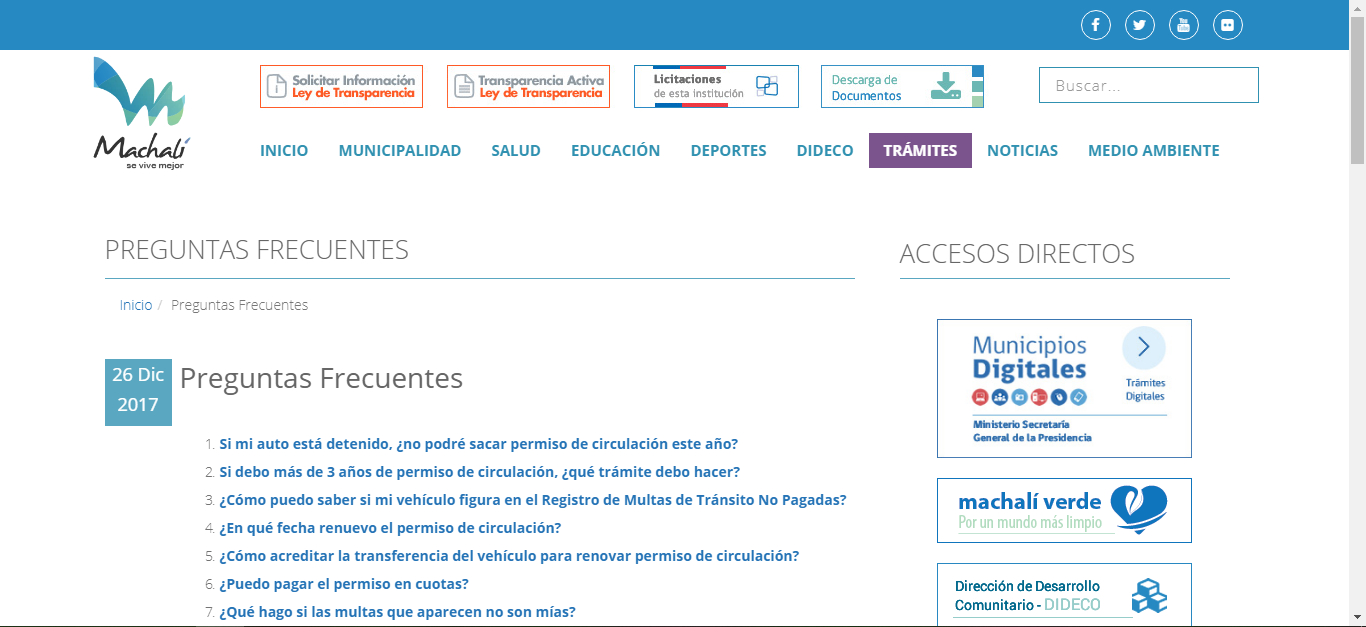 Solicitar Información
Ley de Transparencia
Transparencia Activa
Ley de Transparencia
Licitaciones
de esta institución
Descarga de
Documentos
Buscar...
You
Tube
Machalí
se vive mejor
INICIO MUNICIPALIDAD SALUD EDUCACIÓN DEPORTES DIDECO TRÁMITES NOTICIAS MEDIO AMBIENTE
PREGUNTAS FRECUENTES
Inicio / Preguntas Frecuentes
26 Dic
2017
Preguntas Frecuentes
1. Si mi auto está detenido, ¿no podré sacar permiso de circulación este año?
2. Si debo más de 3 años de permiso de circulación, ¿qué trámite debo hacer?
3. ¿Cómo puedo saber si mi vehículo figura en el Registro de Multas de Tránsito No Pagadas?
4. ¿En qué fecha renuevo el permiso de circulación?
5. ¿Cómo acreditar la transferencia del vehículo para renovar permiso de circulación?
6. ¿Puedo pagar el permiso en cuotas?
7. ¿Qué hago si las multas que aparecen no son mías?
ACCESOS DIRECTOS
Municipios
Digitales
Trámites
Digitales
Ministerio Secretaría
General de la Presidencia
machalí verde
Por un mundo más limpio
Dirección de Desarrollo
Comunitario - DIDECO